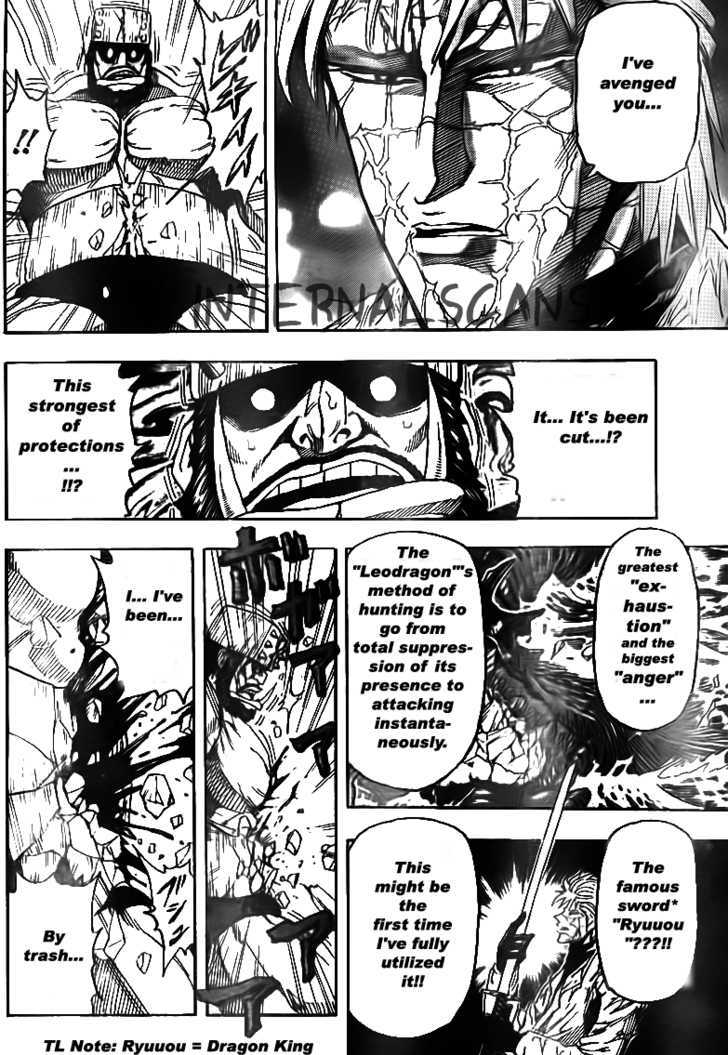 I've
avenged
you...
!!
INTERNAL SCANS
It... It's been
cut...!?
This
strongest
of
protections
...
!!?
The
greatest
"ex-
haus-
tion"
and the
biggest
"anger"
...
The
"Leodragon"'s
method of
hunting is to
go from
total suppres-
sion of its
presence to
attacking
instanta-
neously.
I... I've
been...
By
trash...
The
famous
sword*
"Ryuuou
"???!!
This
might be
the
first time
I've fully
utilized
it!!
TL Note: Ryuuou = Dragon King